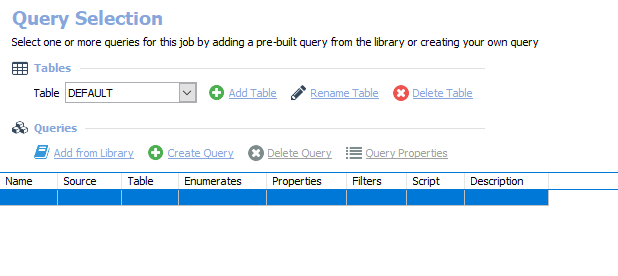 Query Selection
Select one or more queries for this job by adding a pre-built query from the library or creating your own query
Tables
Table DEFAULT Add Table Rename Table Delete Table
Queries
Add from Library Create Query Delete Query Query Properties
Name Source Table Enumerates Properties Filters Script Description